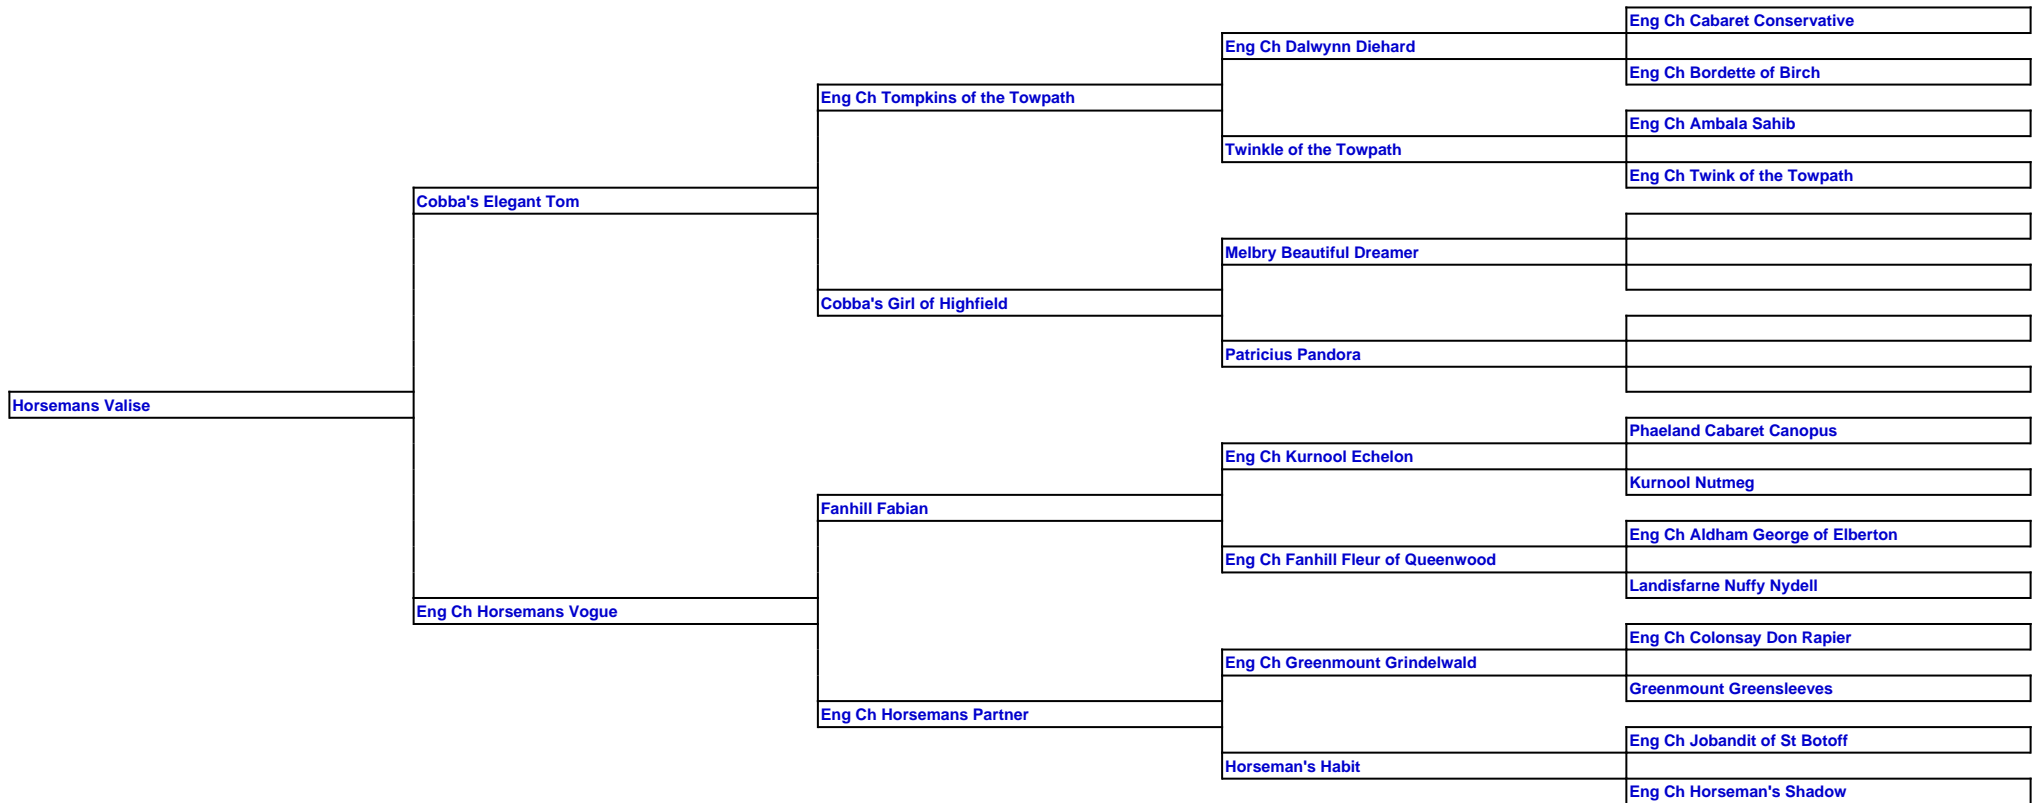 Eng Ch Cabaret Conservative
Eng Ch Dalwynn Diehard
Eng Ch Bordette of Birch
Eng Ch Tompkins of the Towpath
Eng Ch Ambala Sahib
Twinkle of the Towpath
Eng Ch Twink of the Towpath
Cobba's Elegant Tom
Melbry Beautiful Dreamer
Cobba's Girl of Highfield
Patricius Pandora
Horsemans Valise
Phaeland Cabaret Canopus
Eng Ch Kurnool Echelon
Kurnool Nutmeg
Fanhill Fabian
Eng Ch Aldham George of Elberton
Eng Ch Fanhill Fleur of Queenwood
Landisfarne Nuffy Nydell
Eng Ch Horsemans Vogue
Eng Ch Colonsay Don Rapier
Eng Ch Greenmount Grindelwald
Greenmount Greensleeves
Eng Ch Horsemans Partner
Eng Ch Jobandit of St Botoff
Horseman's Habit
Eng Ch Horseman's Shadow